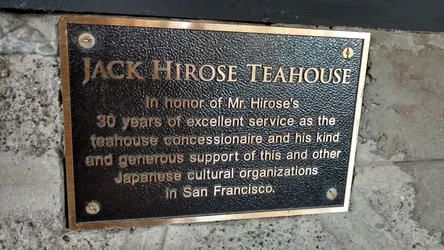 JACK HIROSE TEAHOUSE
In honor of Mr. Hirose's
30 years of excellent service as the
teahouse concessionaire and his kind
and generous support of this and other
Japanese cultural organizations
in San Francisco.